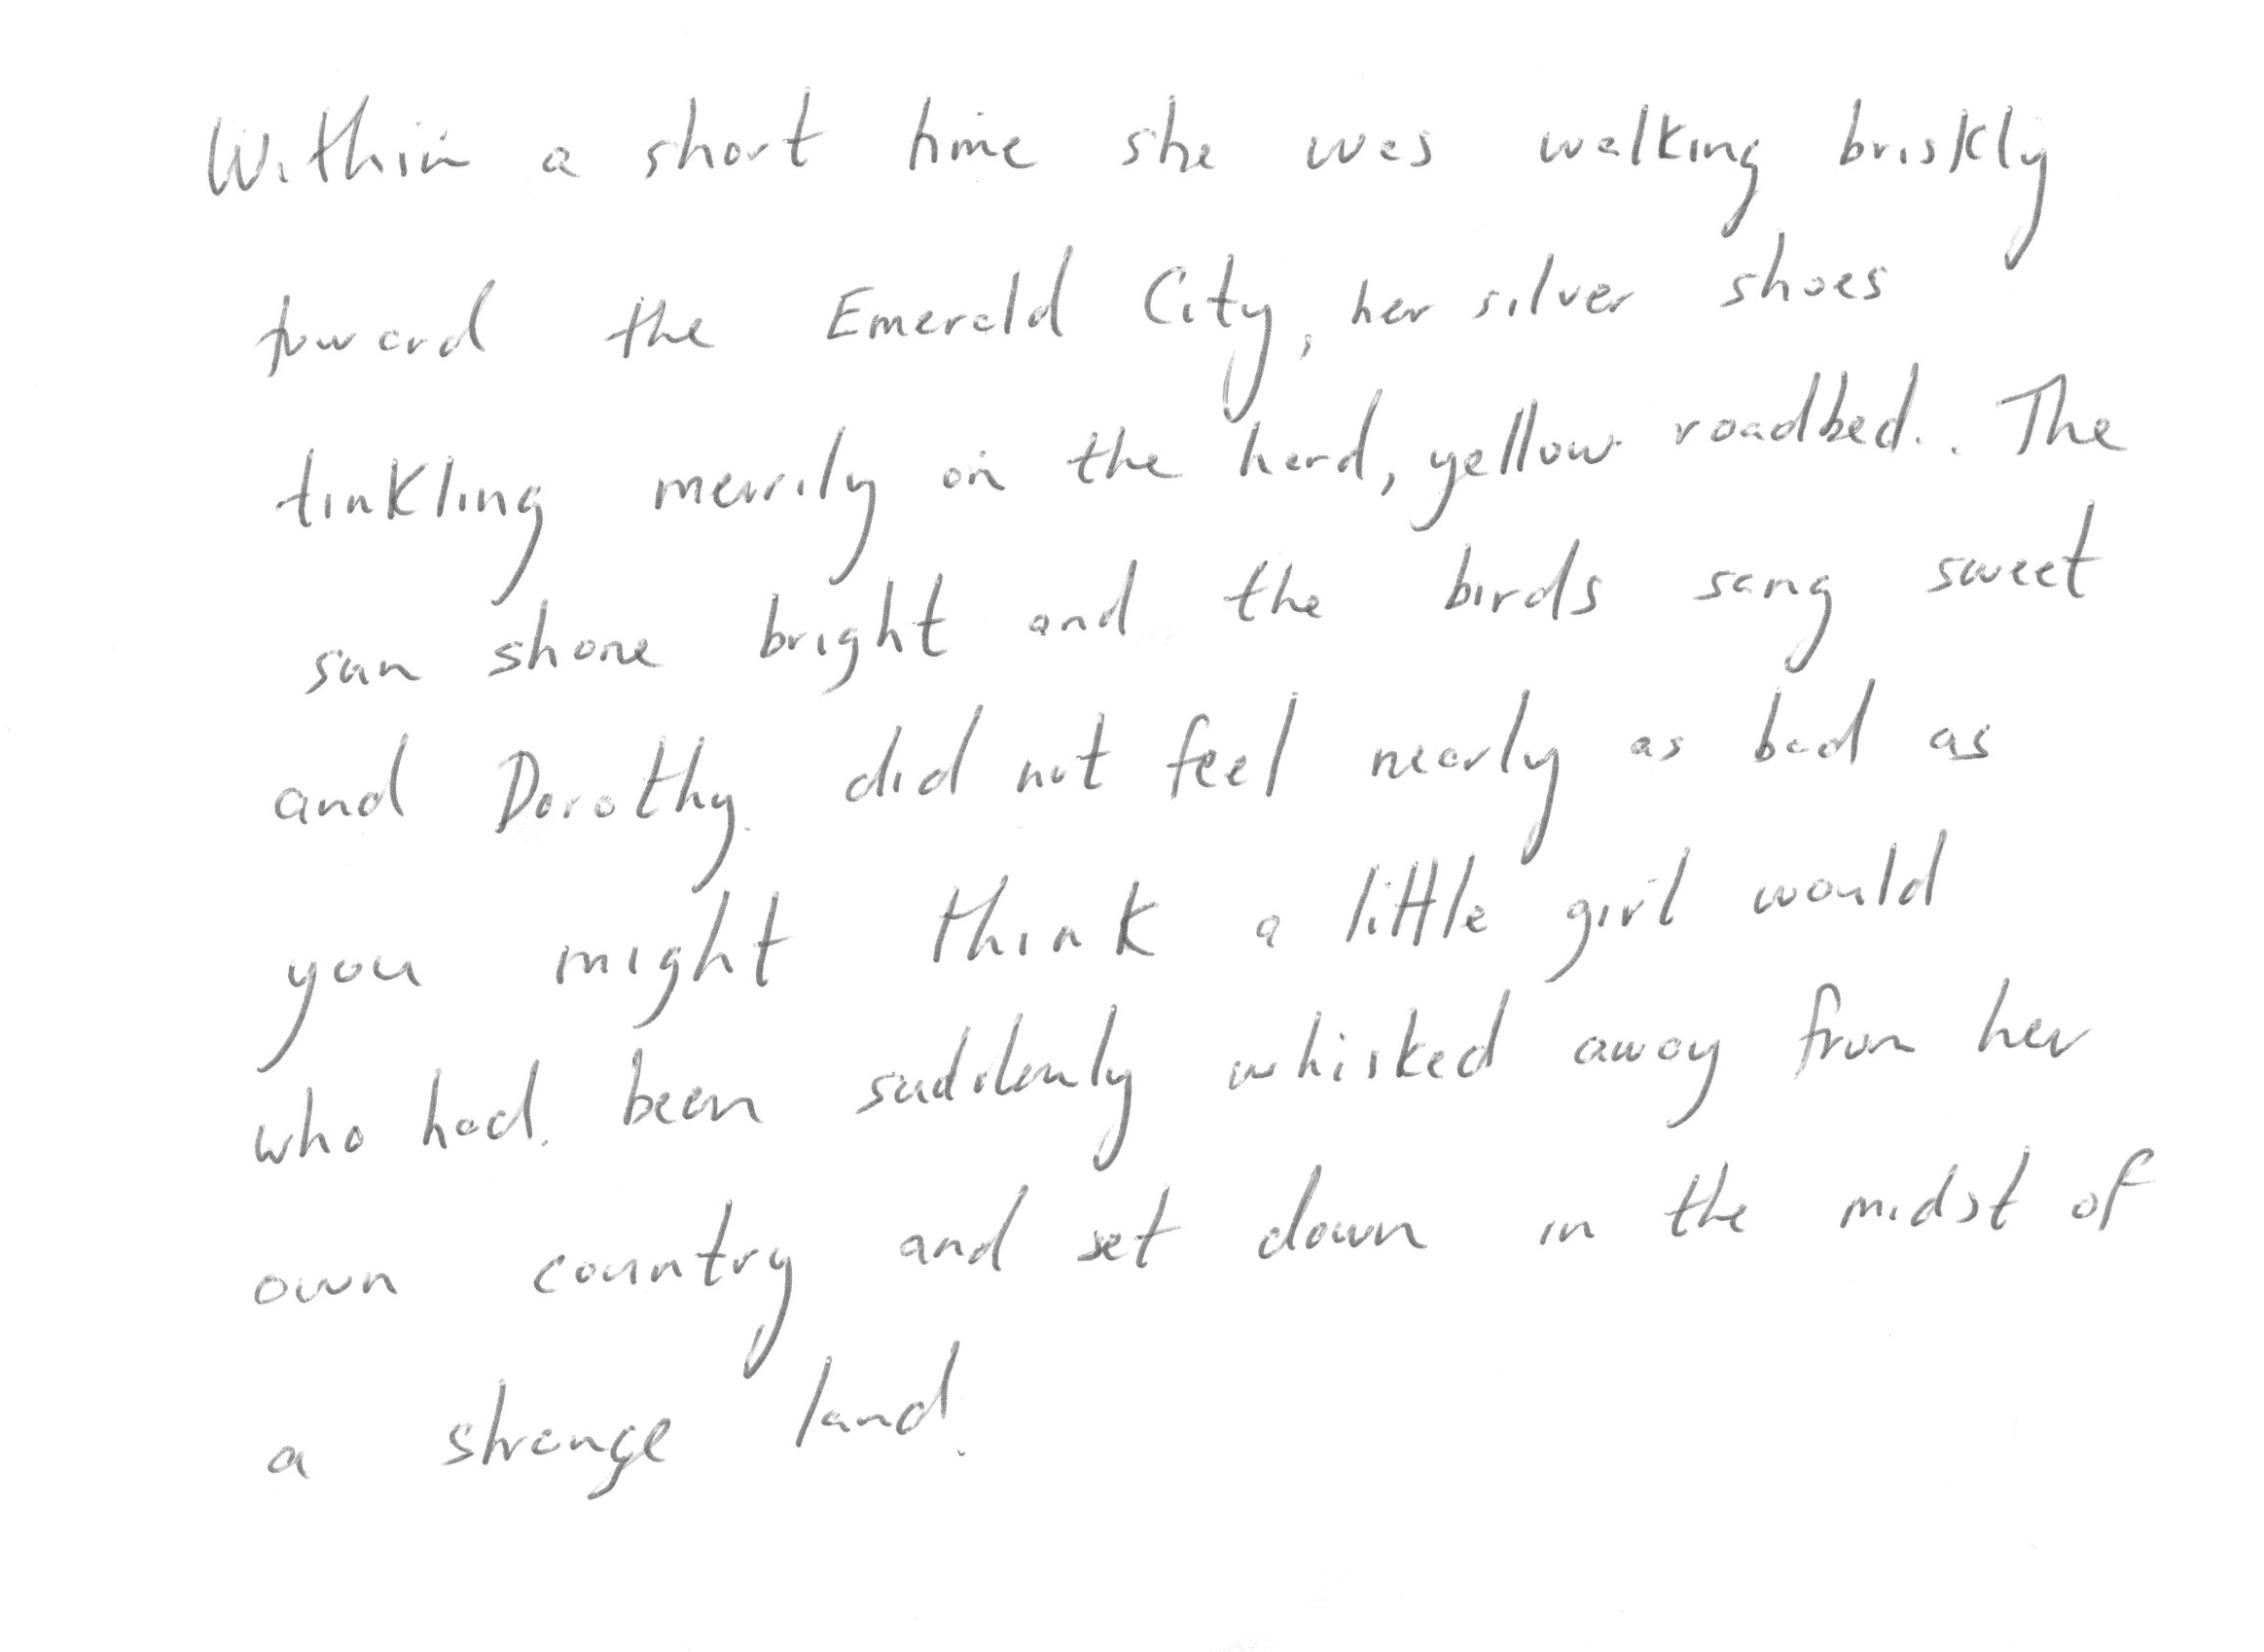 Within a short time she was walking briskly
toward the Emerald City, her silver shoes
tinkling merrily on the hard, yellow roadbed. The
sun shone bright and the birds sang sweet
and Dorothy did not feel nearly as bad as
you might think a little girl would
who had been suddenly whisked away from her
own country and set down in the midst of
a strange land.